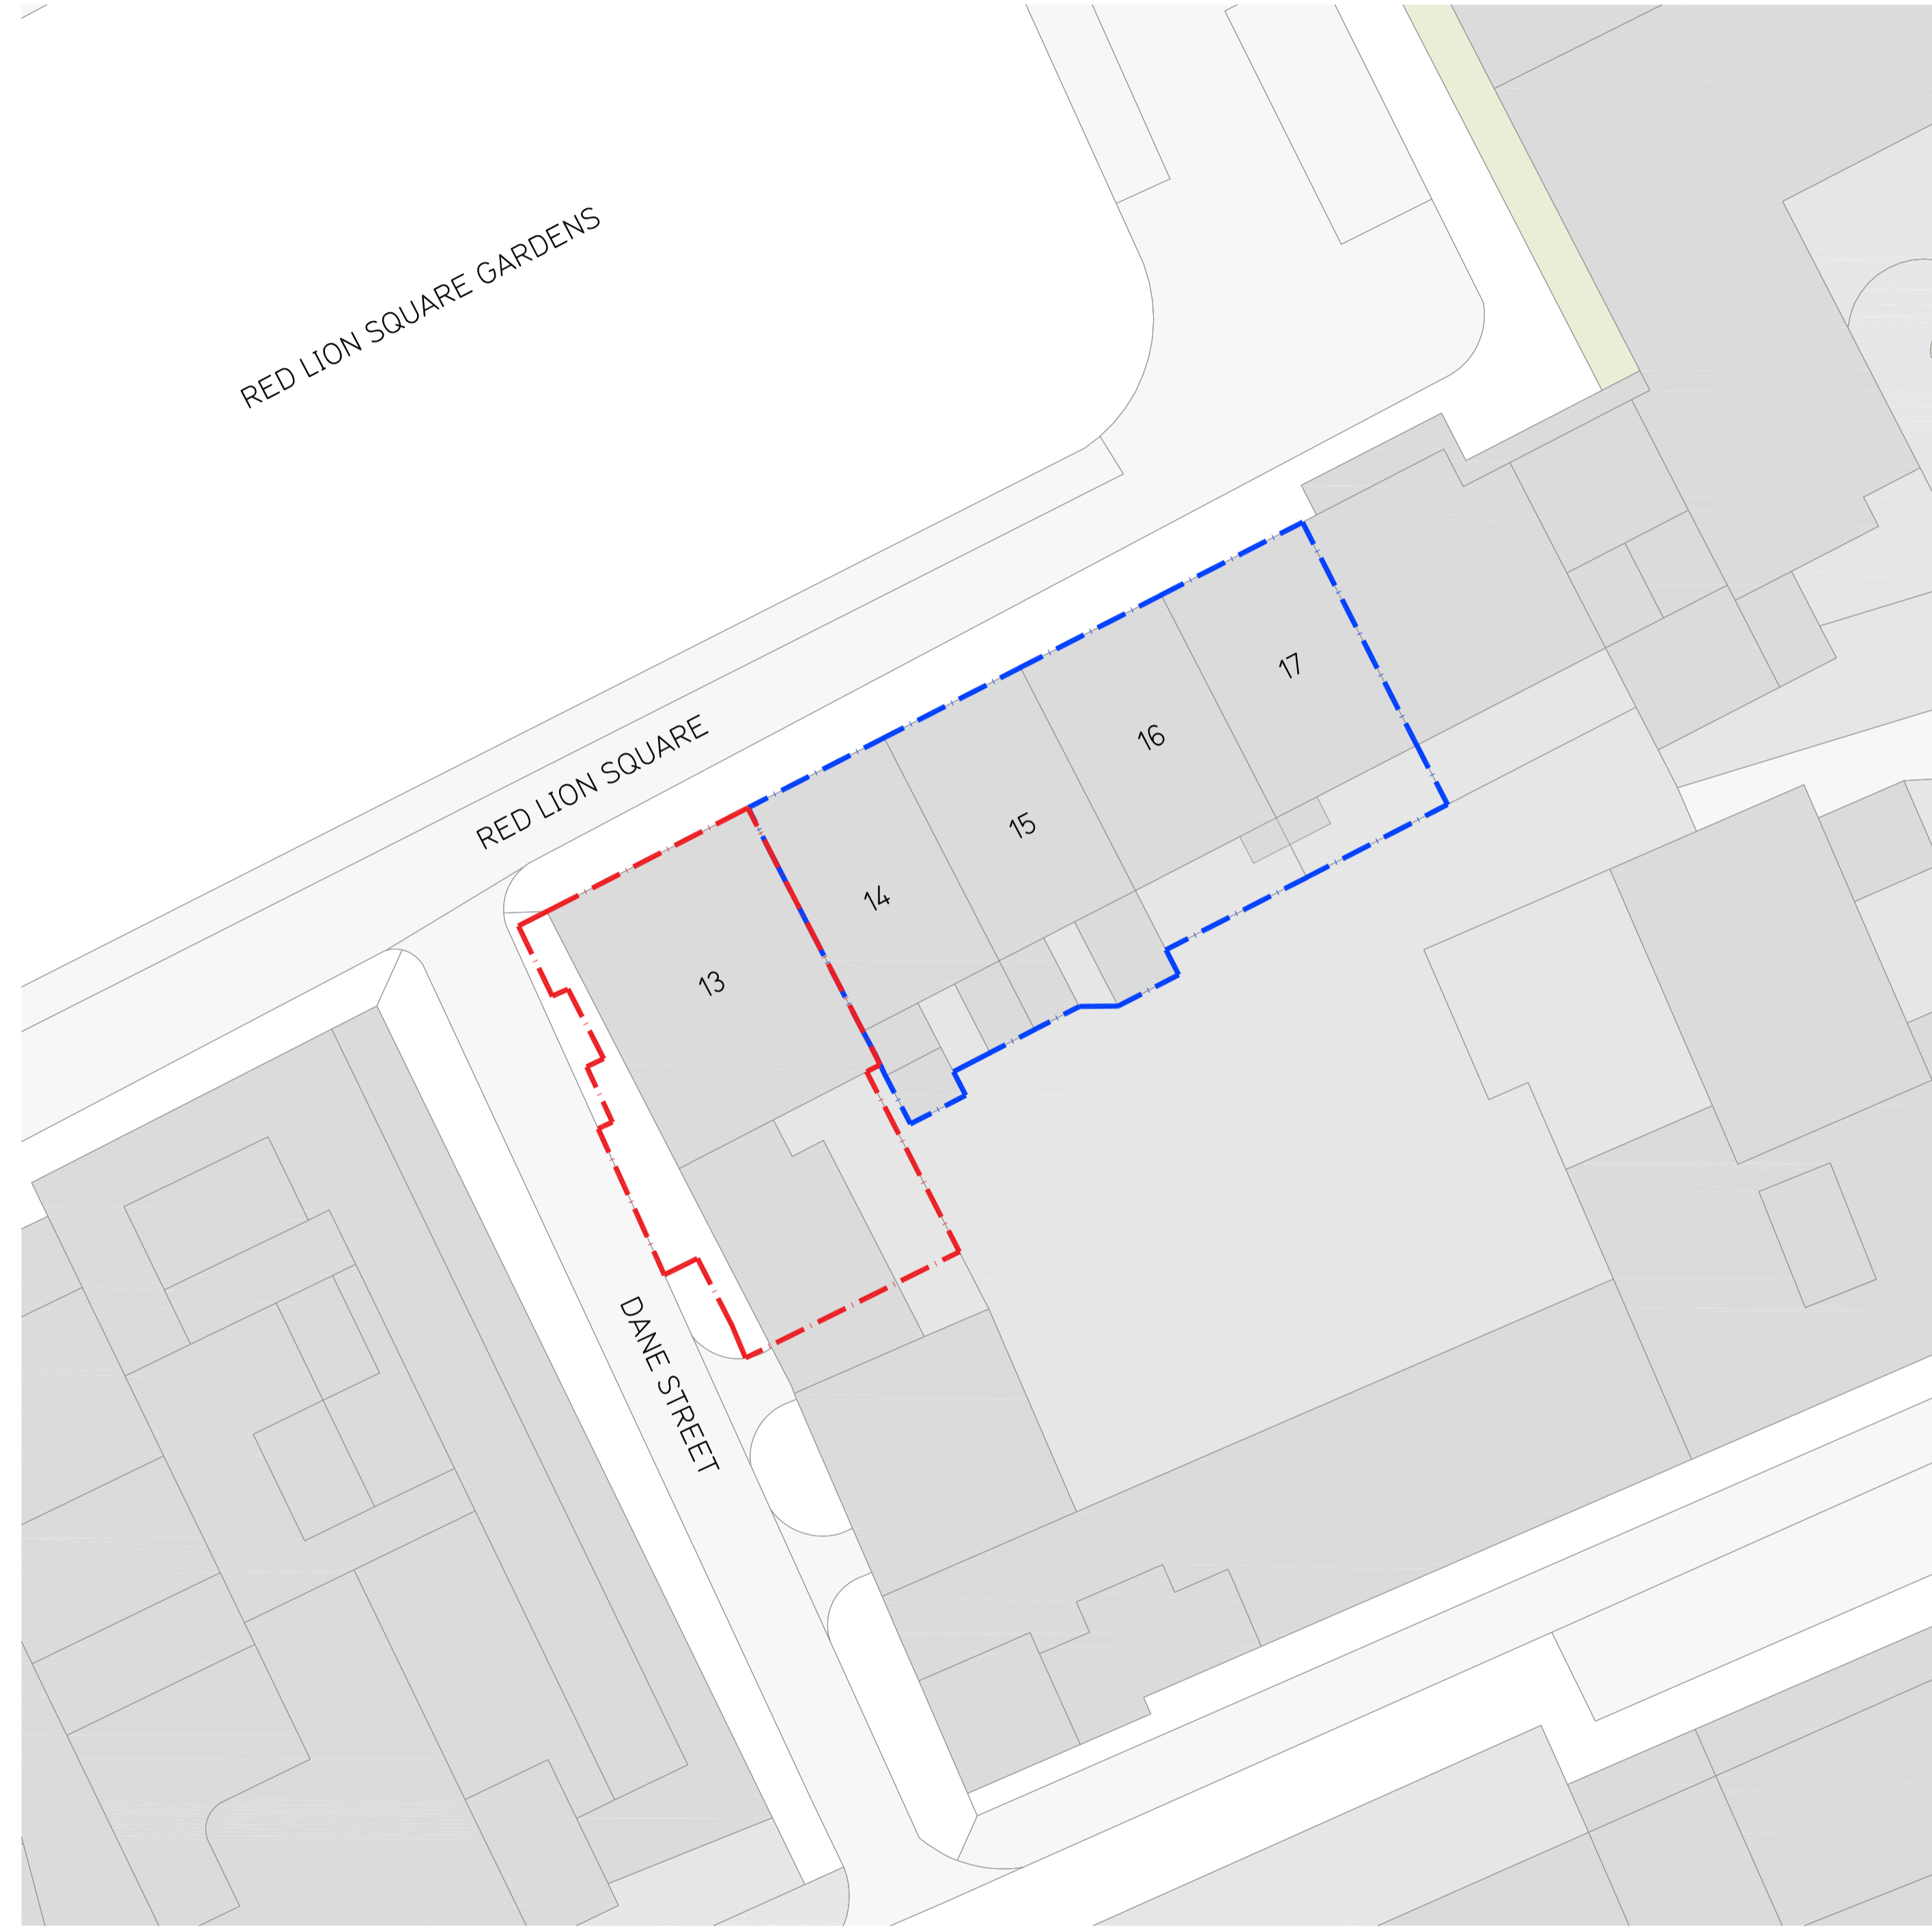 RED LION SQUARE GARDENS
RED LION SQUARE
17
16
15
14
13
DANE STREET